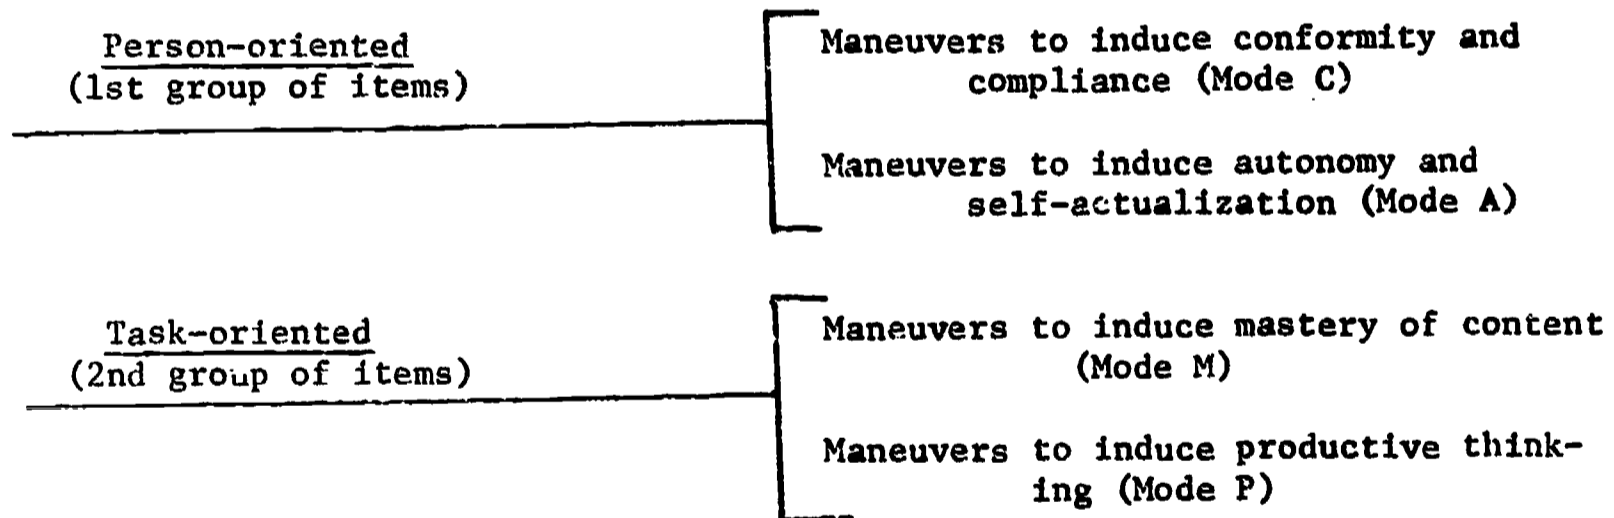 Person-oriented
(1st group of items)
Maneuvers to induce conformity and
compliance (Mode C)
Maneuvers to induce autonomy and
self-actualization (Mode A)
Task-oriented
(2nd group of items)
Maneuvers to induce mastery of content
(Mode M)
Maneuvers to induce productive think-
ing (Mode P)